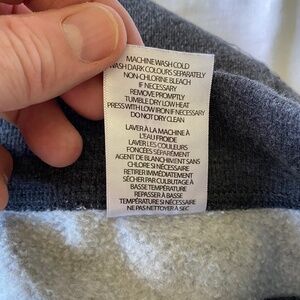 MACHINE WASH COLD
WASH DARK COLOURS SEPARATELY
NON-CHLORINE BLEACH
IF NECESSARY
REMOVE PROMPTLY
TUMBLE DRY LOW HEAT
PRESS WITH LOW IRON IF NECESSARY
DO NOT DRY CLEAN
LAVER À LA MACHINE À
L'EAU FROIDE
LAVER LES COULEURS
FONCÉES SÉPARÉMENT
AGENT DE BLANCHIMENT SANS
CHLORE SI NÉCESSAIRE
RETIRER IMMÉDIATEMENT
SÉCHER PAR CULBUTAGE À
BASSE TEMPÉRATURE
REPASSER À BASSE
TEMPÉRATURE SI NÉCESSAIRE
NE PAS NETTOYER À SEC